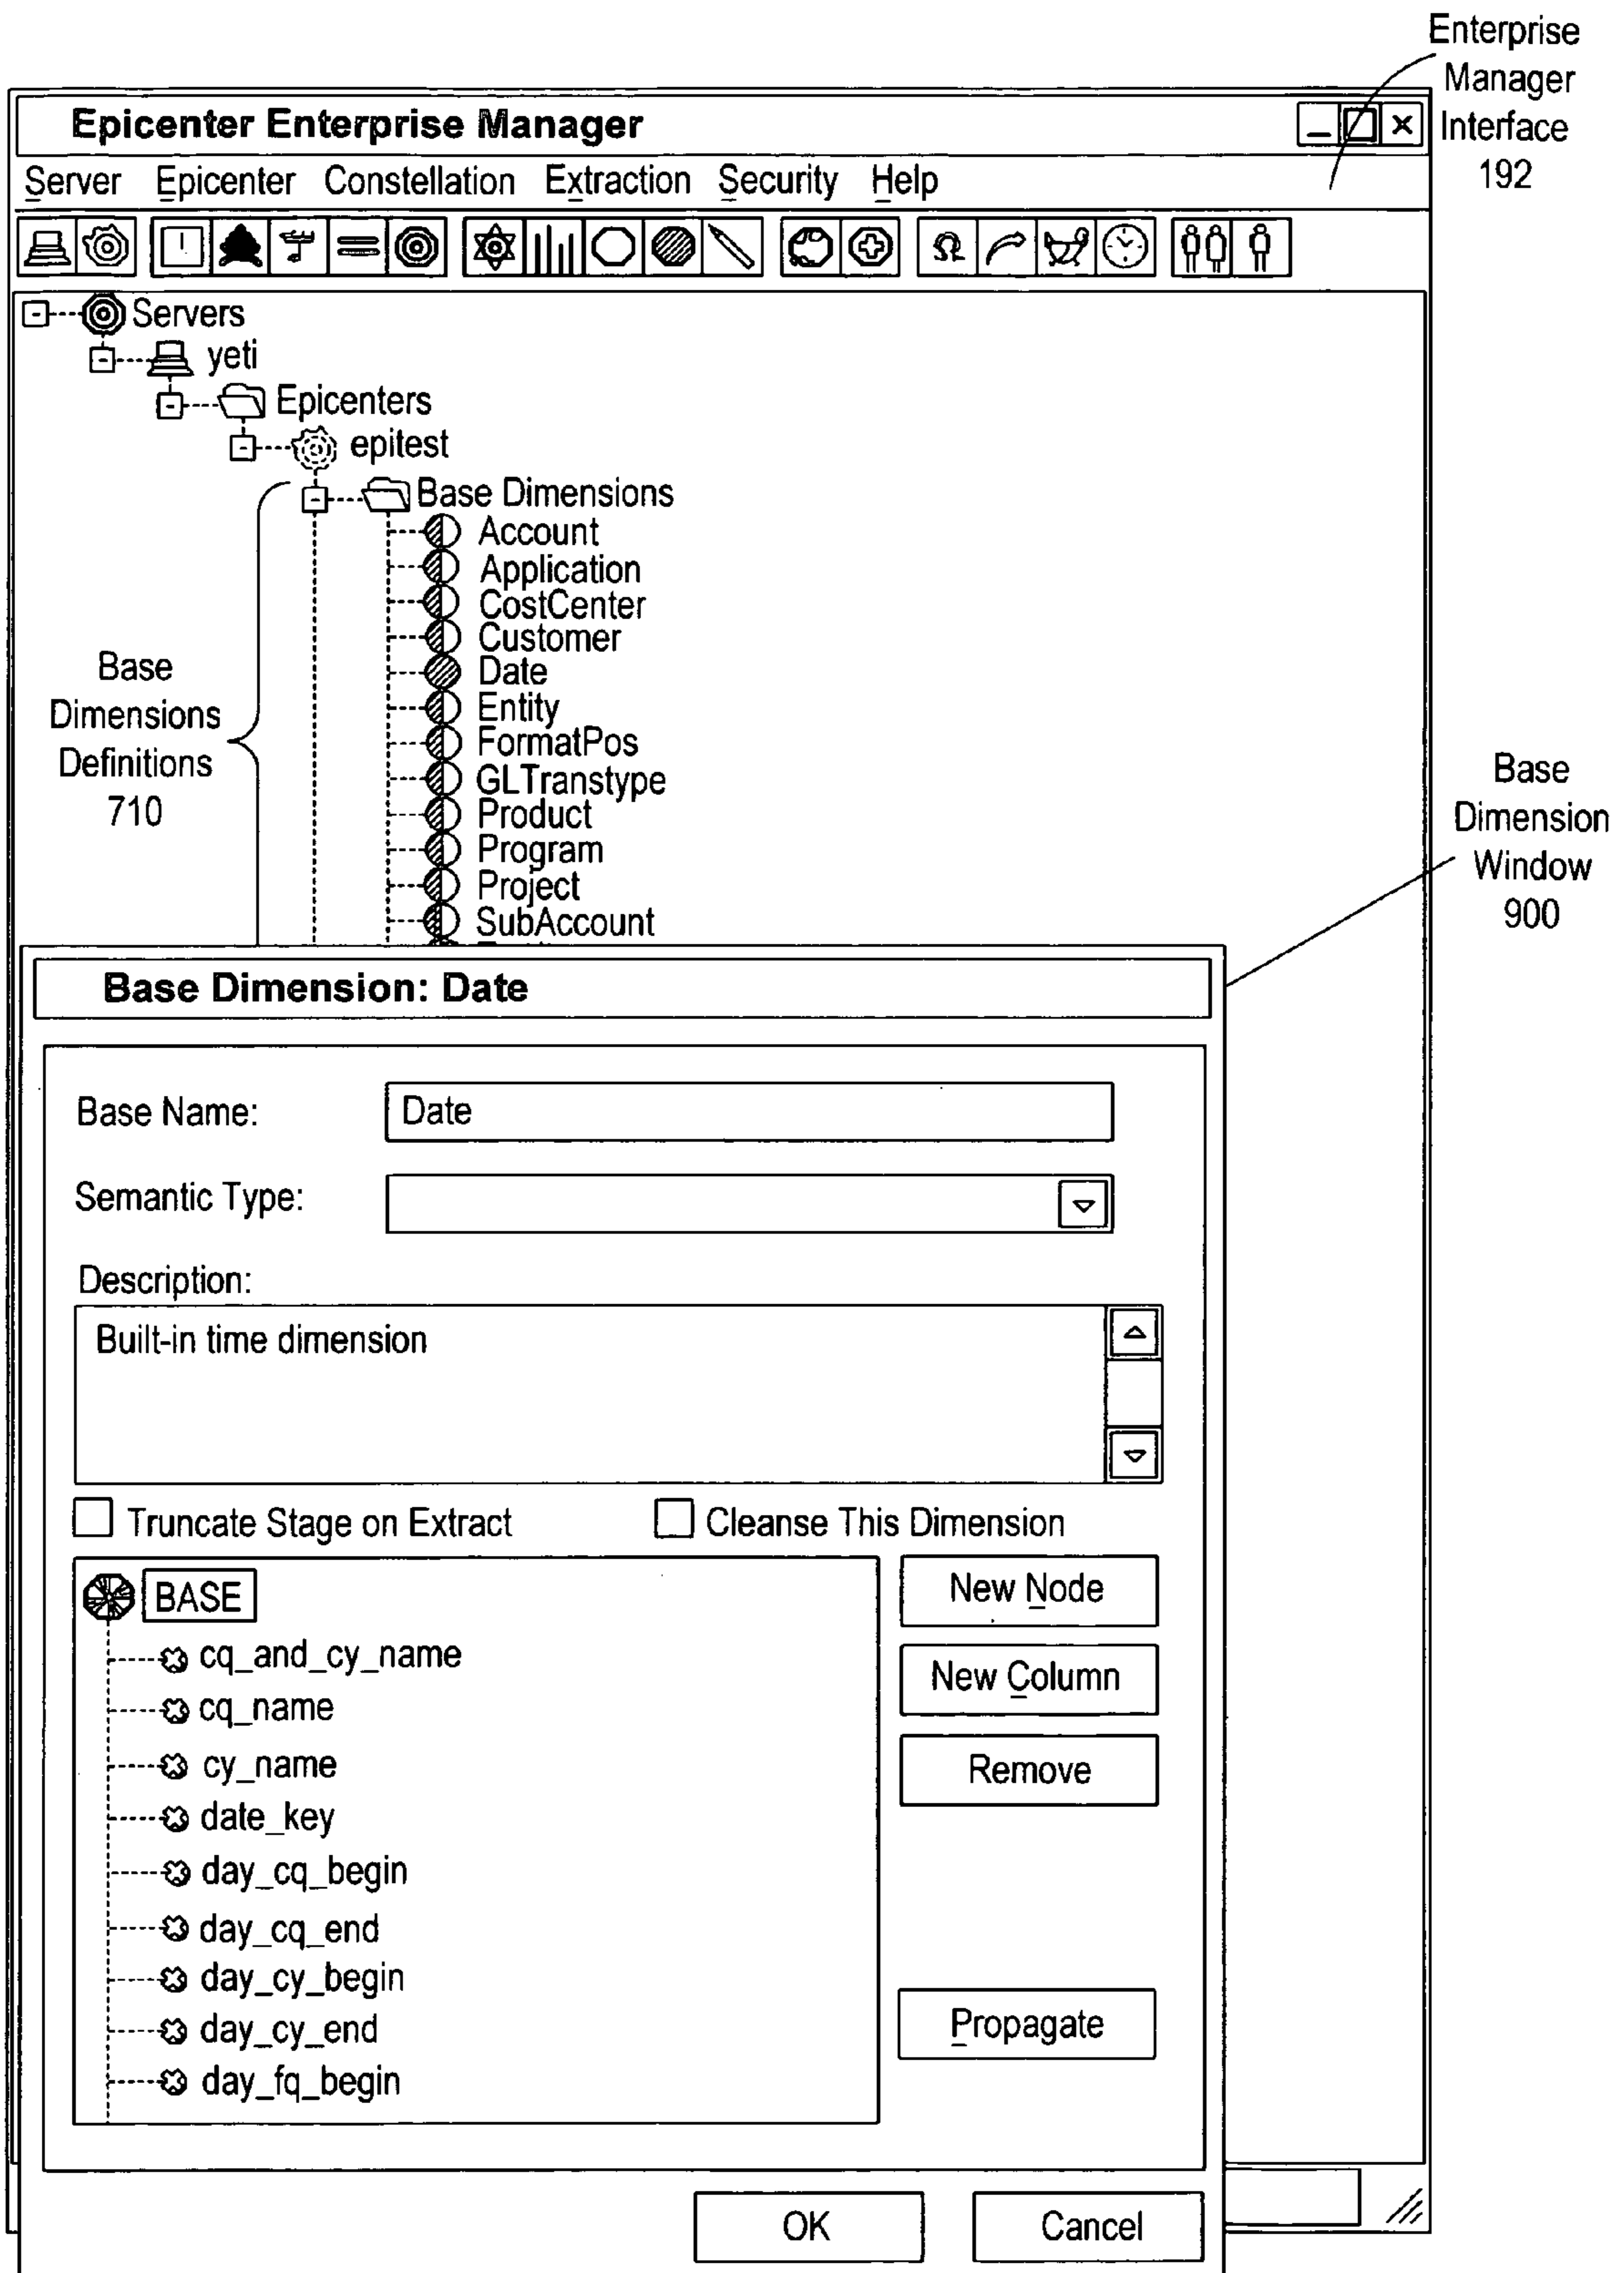 Enterprise
Manager
Interface
192
Epicenter Enterprise Manager
Server Epicenter Constellation Extraction Security Help
Servers
yeti
Epicenters
epitest
Base Dimensions
Account
Application
CostCenter
Customer
Date
Entity
FormatPos
GLTranstype
Product
Program
Project
SubAccount
Base
Dimensions
Definitions
710
Base
Dimension
Window
900
Base Dimension: Date
Base Name: Date
Semantic Type:
Description:
Built-in time dimension
Truncate Stage on Extract Cleanse This Dimension
BASE
cq_and_cy_name
cq_name
cy_name
date_key
day_cq_begin
day_cq_end
day_cy_begin
day_cy_end
day_fq_begin
New Node
New Column
Remove
Propagate
OK Cancel